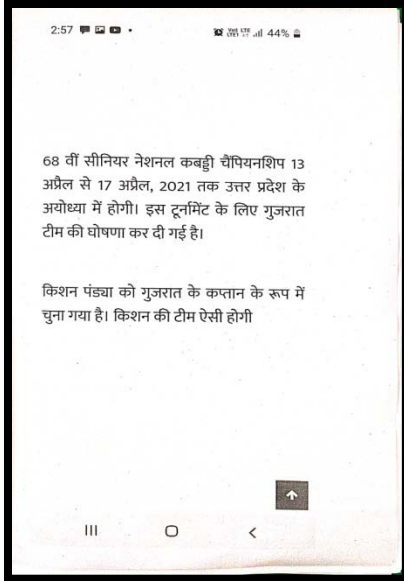 2:57
44%
68 वीं सीनियर नेशनल कबड्डी चैंपियनशिप 13
अप्रैल से 17 अप्रैल, 2021 तक उत्तर प्रदेश के
अयोध्या में होगी। इस टूर्नामेंट के लिए गुजरात
टीम की घोषणा कर दी गई है।
किशन पंड्या को गुजरात के कप्तान के रूप में
चुना गया है। किशन की टीम ऐसी होगी